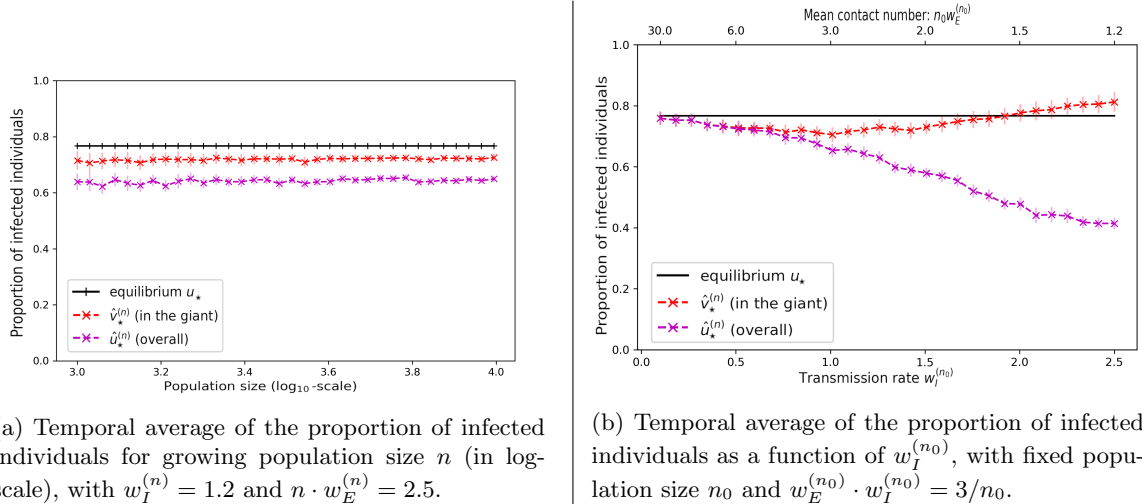 1.0
0.8
0.6
0.4
0.2
0.0
Proportion of infected individuals
equilibrium u⋆
v̂⋆^(n) (in the giant)
û⋆^(n) (overall)
3.0 3.2 3.4 3.6 3.8 4.0
Population size (log₁₀-scale)
a) Temporal average of the proportion of infected
ndividuals for growing population size n (in log-
scale), with w_I^(n) = 1.2 and n · w_E^(n) = 2.5.
Mean contact number: n₀w_E^(n₀)
30.0 6.0 3.0 2.0 1.5 1.2
1.0
0.8
0.6
0.4
0.2
0.0
Proportion of infected individuals
equilibrium u⋆
v̂⋆^(n) (in the giant)
û⋆^(n) (overall)
0.0 0.5 1.0 1.5 2.0 2.5
Transmission rate w_I^(n₀)
(b) Temporal average of the proportion of infected
individuals as a function of w_I^(n₀), with fixed popu-
lation size n₀ and w_E^(n₀) · w_I^(n₀) = 3/n₀.